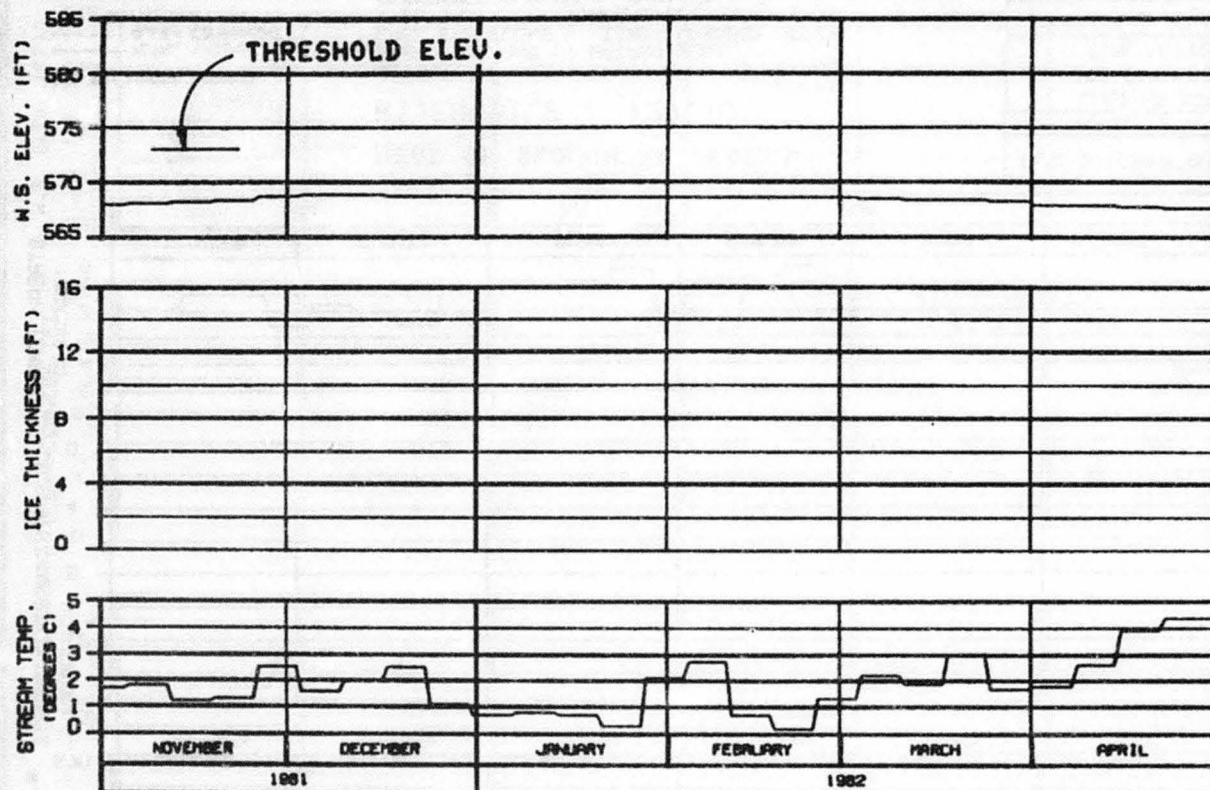 W.S. ELEV. (FT)
585
580
575
570
565
THRESHOLD ELEV.
ICE THICKNESS (FT)
16
12
8
4
0
STREAM TEMP.
(DEGREES C)
5
4
3
2
1
0
NOVEMBER DECEMBER JANUARY FEBRUARY MARCH APRIL
1981 1982